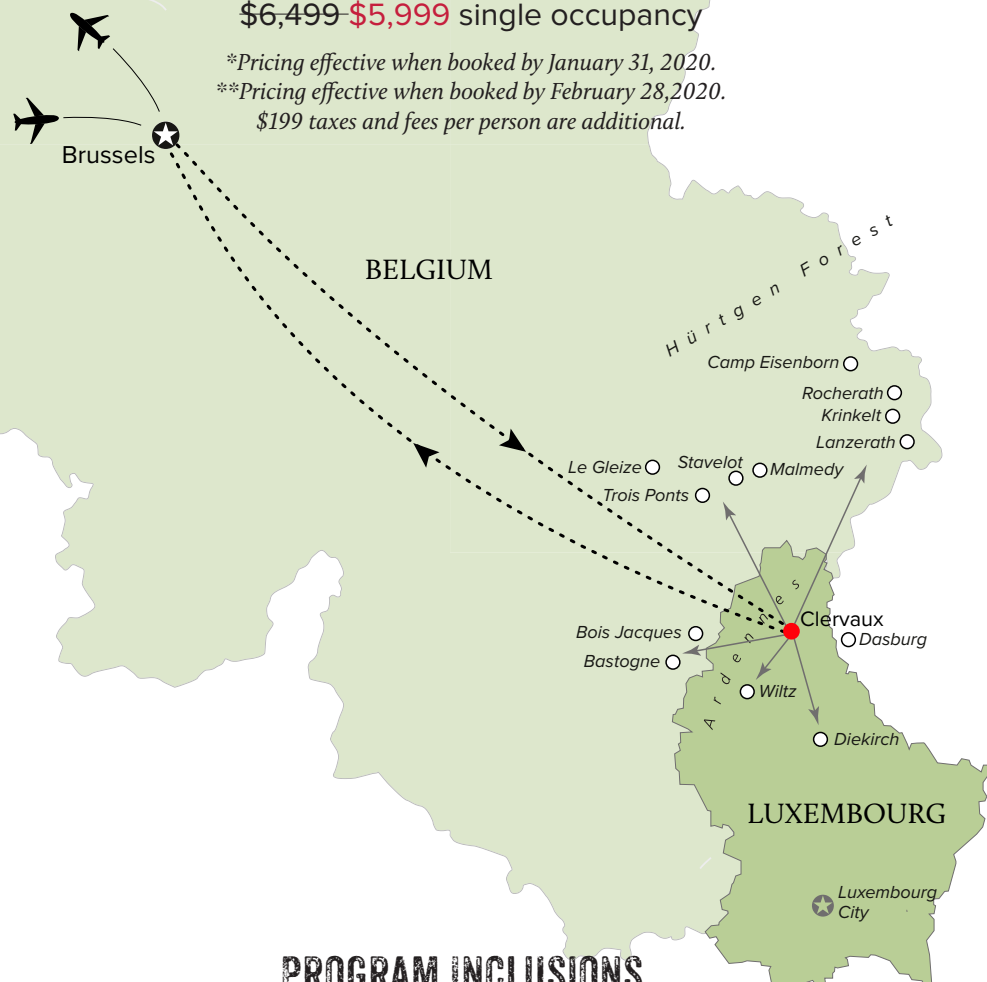 $6,499 $5,999 single occupancy
*Pricing effective when booked by January 31, 2020.
**Pricing effective when booked by February 28,2020.
$199 taxes and fees per person are additional.
Brussels
BELGIUM
Hürtgen Forest
Camp Eisenborn
Rocherath
Krinkelt
Lanzerath
Le Gleize
Stavelot
Malmedy
Trois Ponts
Ardennes
Clervaux
Bois Jacques
Dasburg
Bastogne
Wiltz
Diekirch
LUXEMBOURG
Luxembourg
City
PROGRAM INCLUSIONS